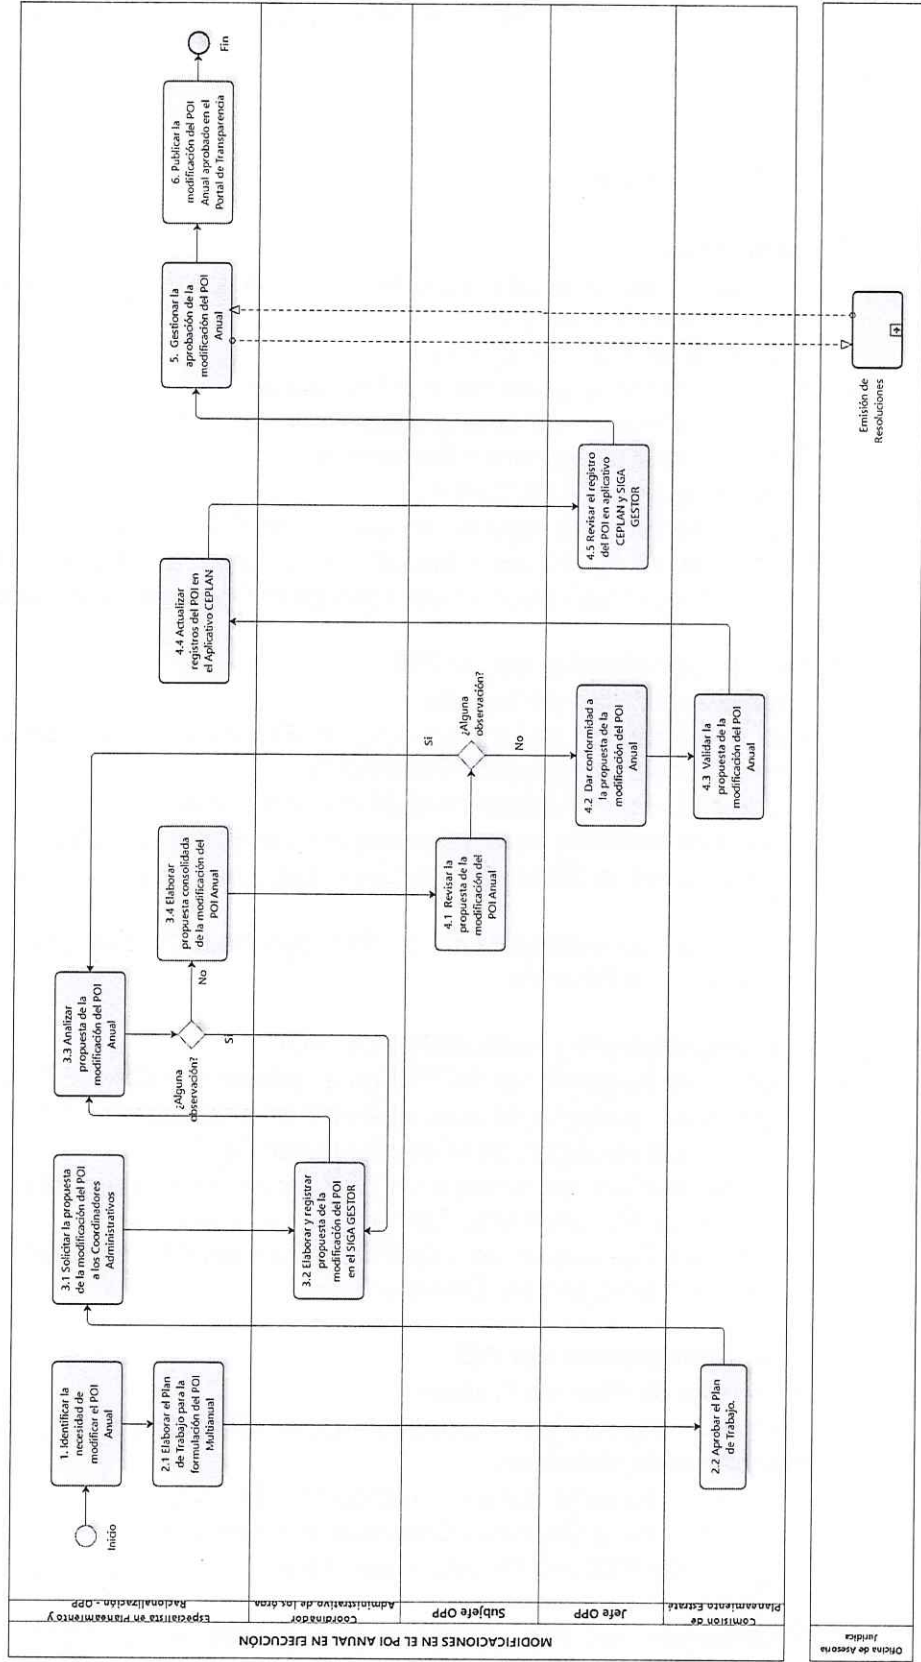 MODIFICACIONES EN EL POI ANUAL EN EJECUCIÓN
Especialista en Planeamiento y
Racionalización - OPP
Coordinador
Administrativo de los órga
Subjefe OPP
Jefe OPP
Comisión de
Planeamiento Estraté
Oficina de Asesoría
Jurídica
Inicio
1. Identificar la
necesidad de
modificar el POI
Anual
2.1 Elaborar el Plan
de Trabajo para la
formulación del POI
Multianual
2.2 Aprobar el Plan
de Trabajo.
3.1 Solicitar la propuesta
de la modificación del POI
a los Coordinadores
Administrativos
3.2 Elaborar y registrar
propuesta de la
modificación del POI
en el SIGA GESTOR
3.3 Analizar
propuesta de la
modificación del POI
Anual
¿Alguna
observación?
Si
No
3.4 Elaborar
propuesta consolidada
de la modificación del
POI Anual
4.1 Revisar la
propuesta de la
modificación del
POI Anual
¿Alguna
observación?
Si
No
4.2 Dar conformidad a
la propuesta de la
modificación del POI
Anual
4.3 Validar la
propuesta de la
modificación del POI
Anual
4.4 Actualizar
registros del POI en
el Aplicativo CEPLAN
4.5 Revisar el registro
del POI en aplicativo
CEPLAN y SIGA
GESTOR
5. Gestionar la
aprobación de la
modificación del POI
Anual
Emisión de
Resoluciones
6. Publicar la
modificación del POI
Anual aprobado en el
Portal de Transparencia
Fin